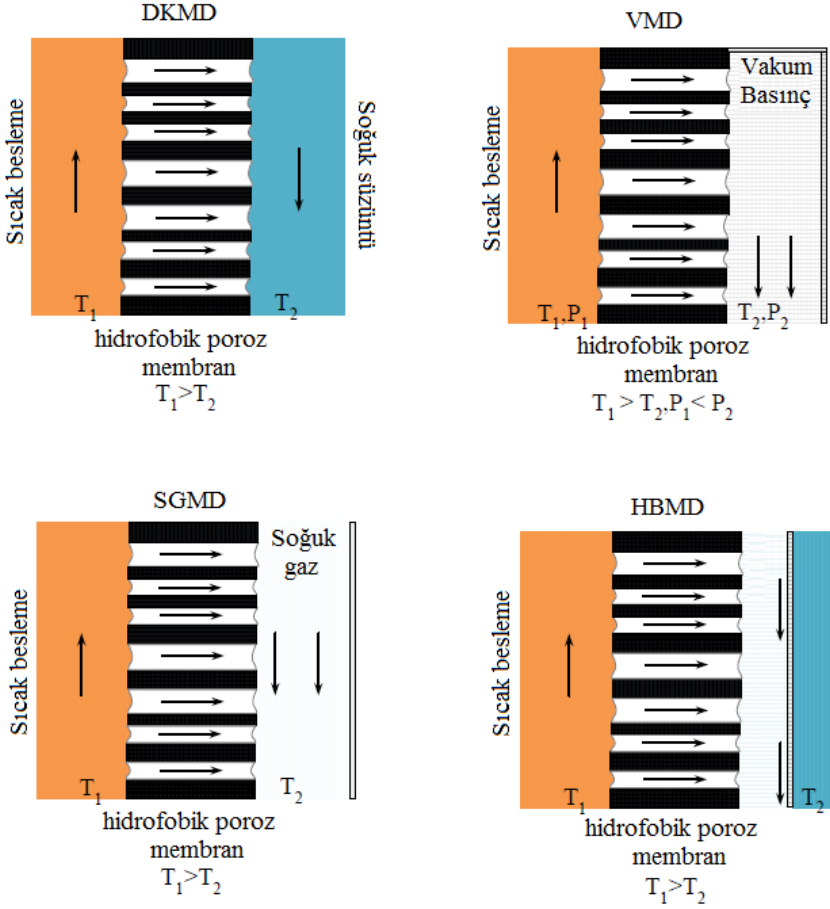 DKMD
Sıcak besleme
Soğuk süzüntü
T₁
T₂
hidrofobik poroz
membran
T₁>T₂
VMD
Vakum
Basınç
Sıcak besleme
T₁,P₁
T₂,P₂
hidrofobik poroz
membran
T₁ > T₂,P₁< P₂
SGMD
Soğuk
gaz
Sıcak besleme
T₁
T₂
hidrofobik poroz
membran
T₁>T₂
HBMD
Sıcak besleme
T₁
T₂
hidrofobik poroz
membran
T₁>T₂